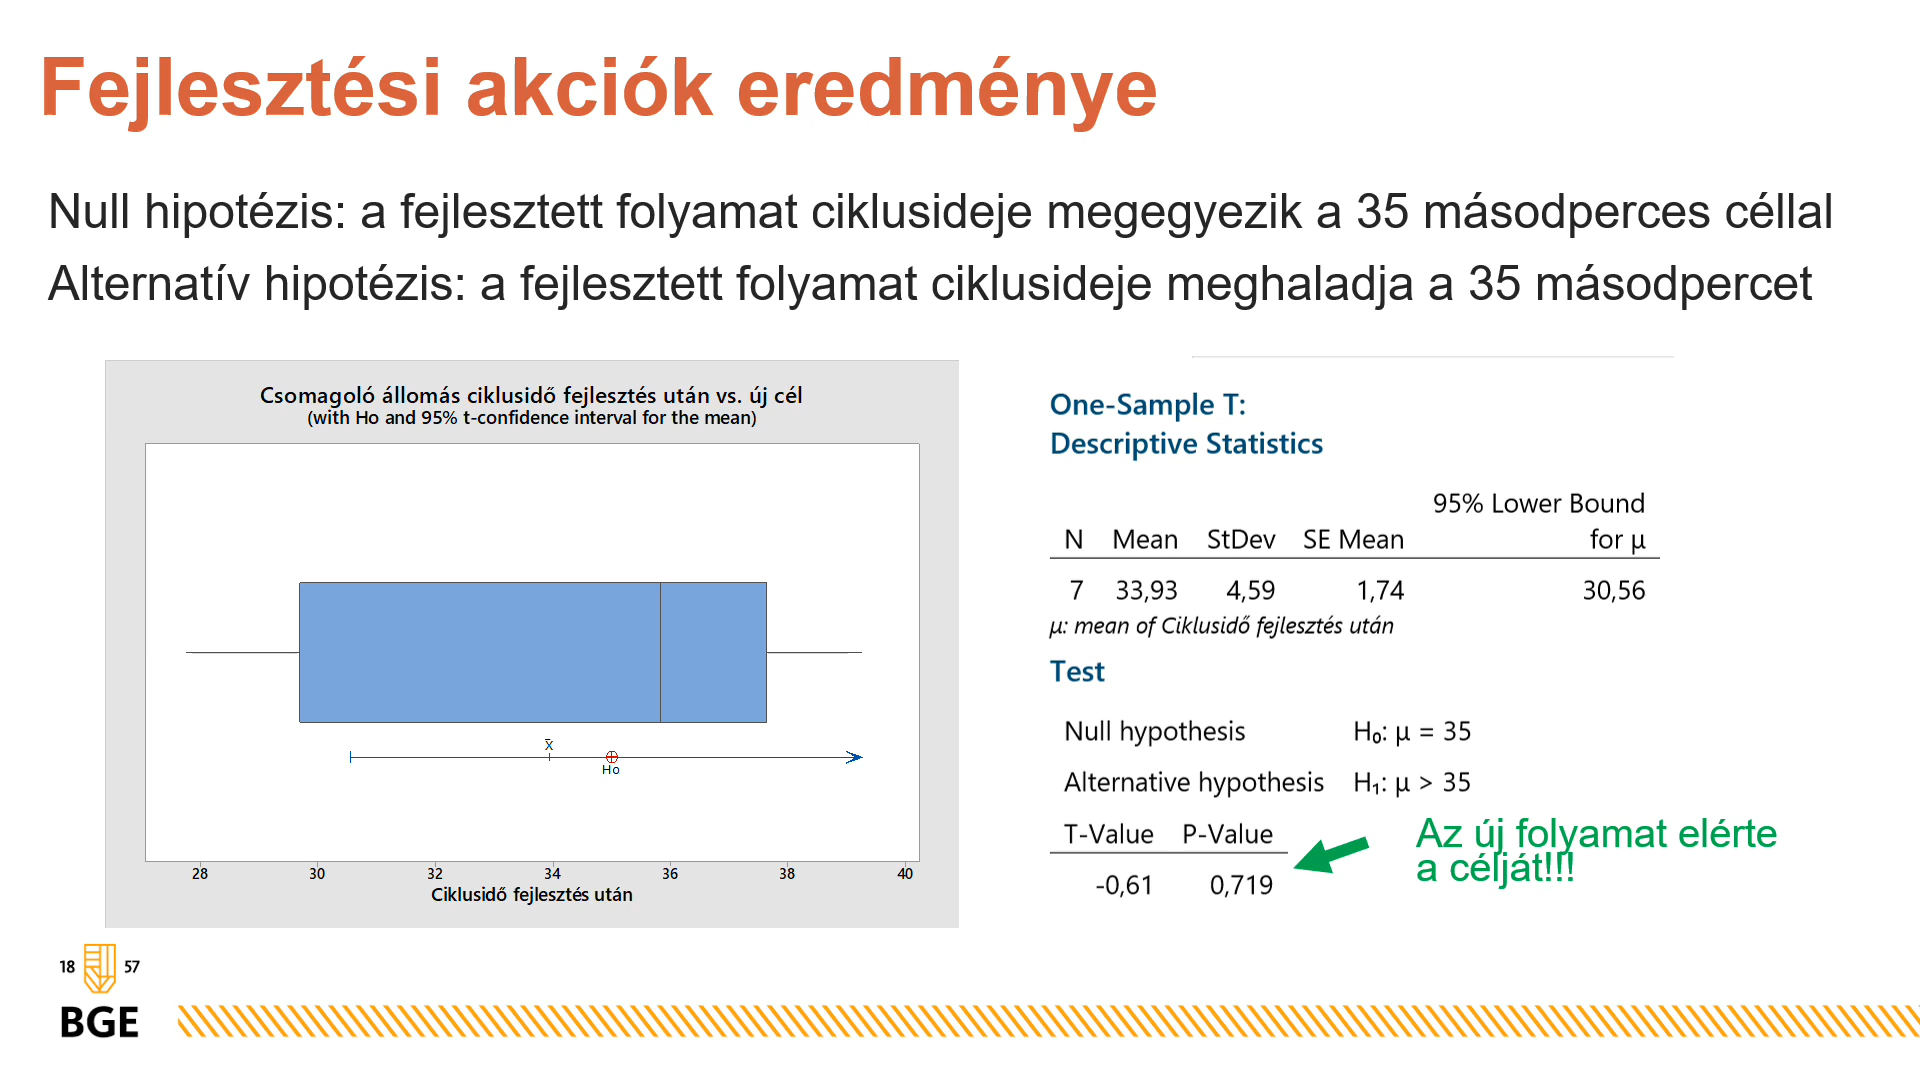 Fejlesztési akciók eredménye
Null hipotézis: a fejlesztett folyamat ciklusideje megegyezik a 35 másodperces céllal
Alternatív hipotézis: a fejlesztett folyamat ciklusideje meghaladja a 35 másodpercet
Csomagoló állomás ciklusidő fejlesztés után vs. új cél
(with Ho and 95% t-confidence interval for the mean)
x̄
Ho
28 30 32 34 36 38 40
Ciklusidő fejlesztés után
One-Sample T:
Descriptive Statistics
95% Lower Bound
N Mean StDev SE Mean for μ
7 33,93 4,59 1,74 30,56
μ: mean of Ciklusidő fejlesztés után
Test
Null hypothesis H₀: μ = 35
Alternative hypothesis H₁: μ > 35
T-Value P-Value
-0,61 0,719
Az új folyamat elérte
a célját!!!
18 57
BGE